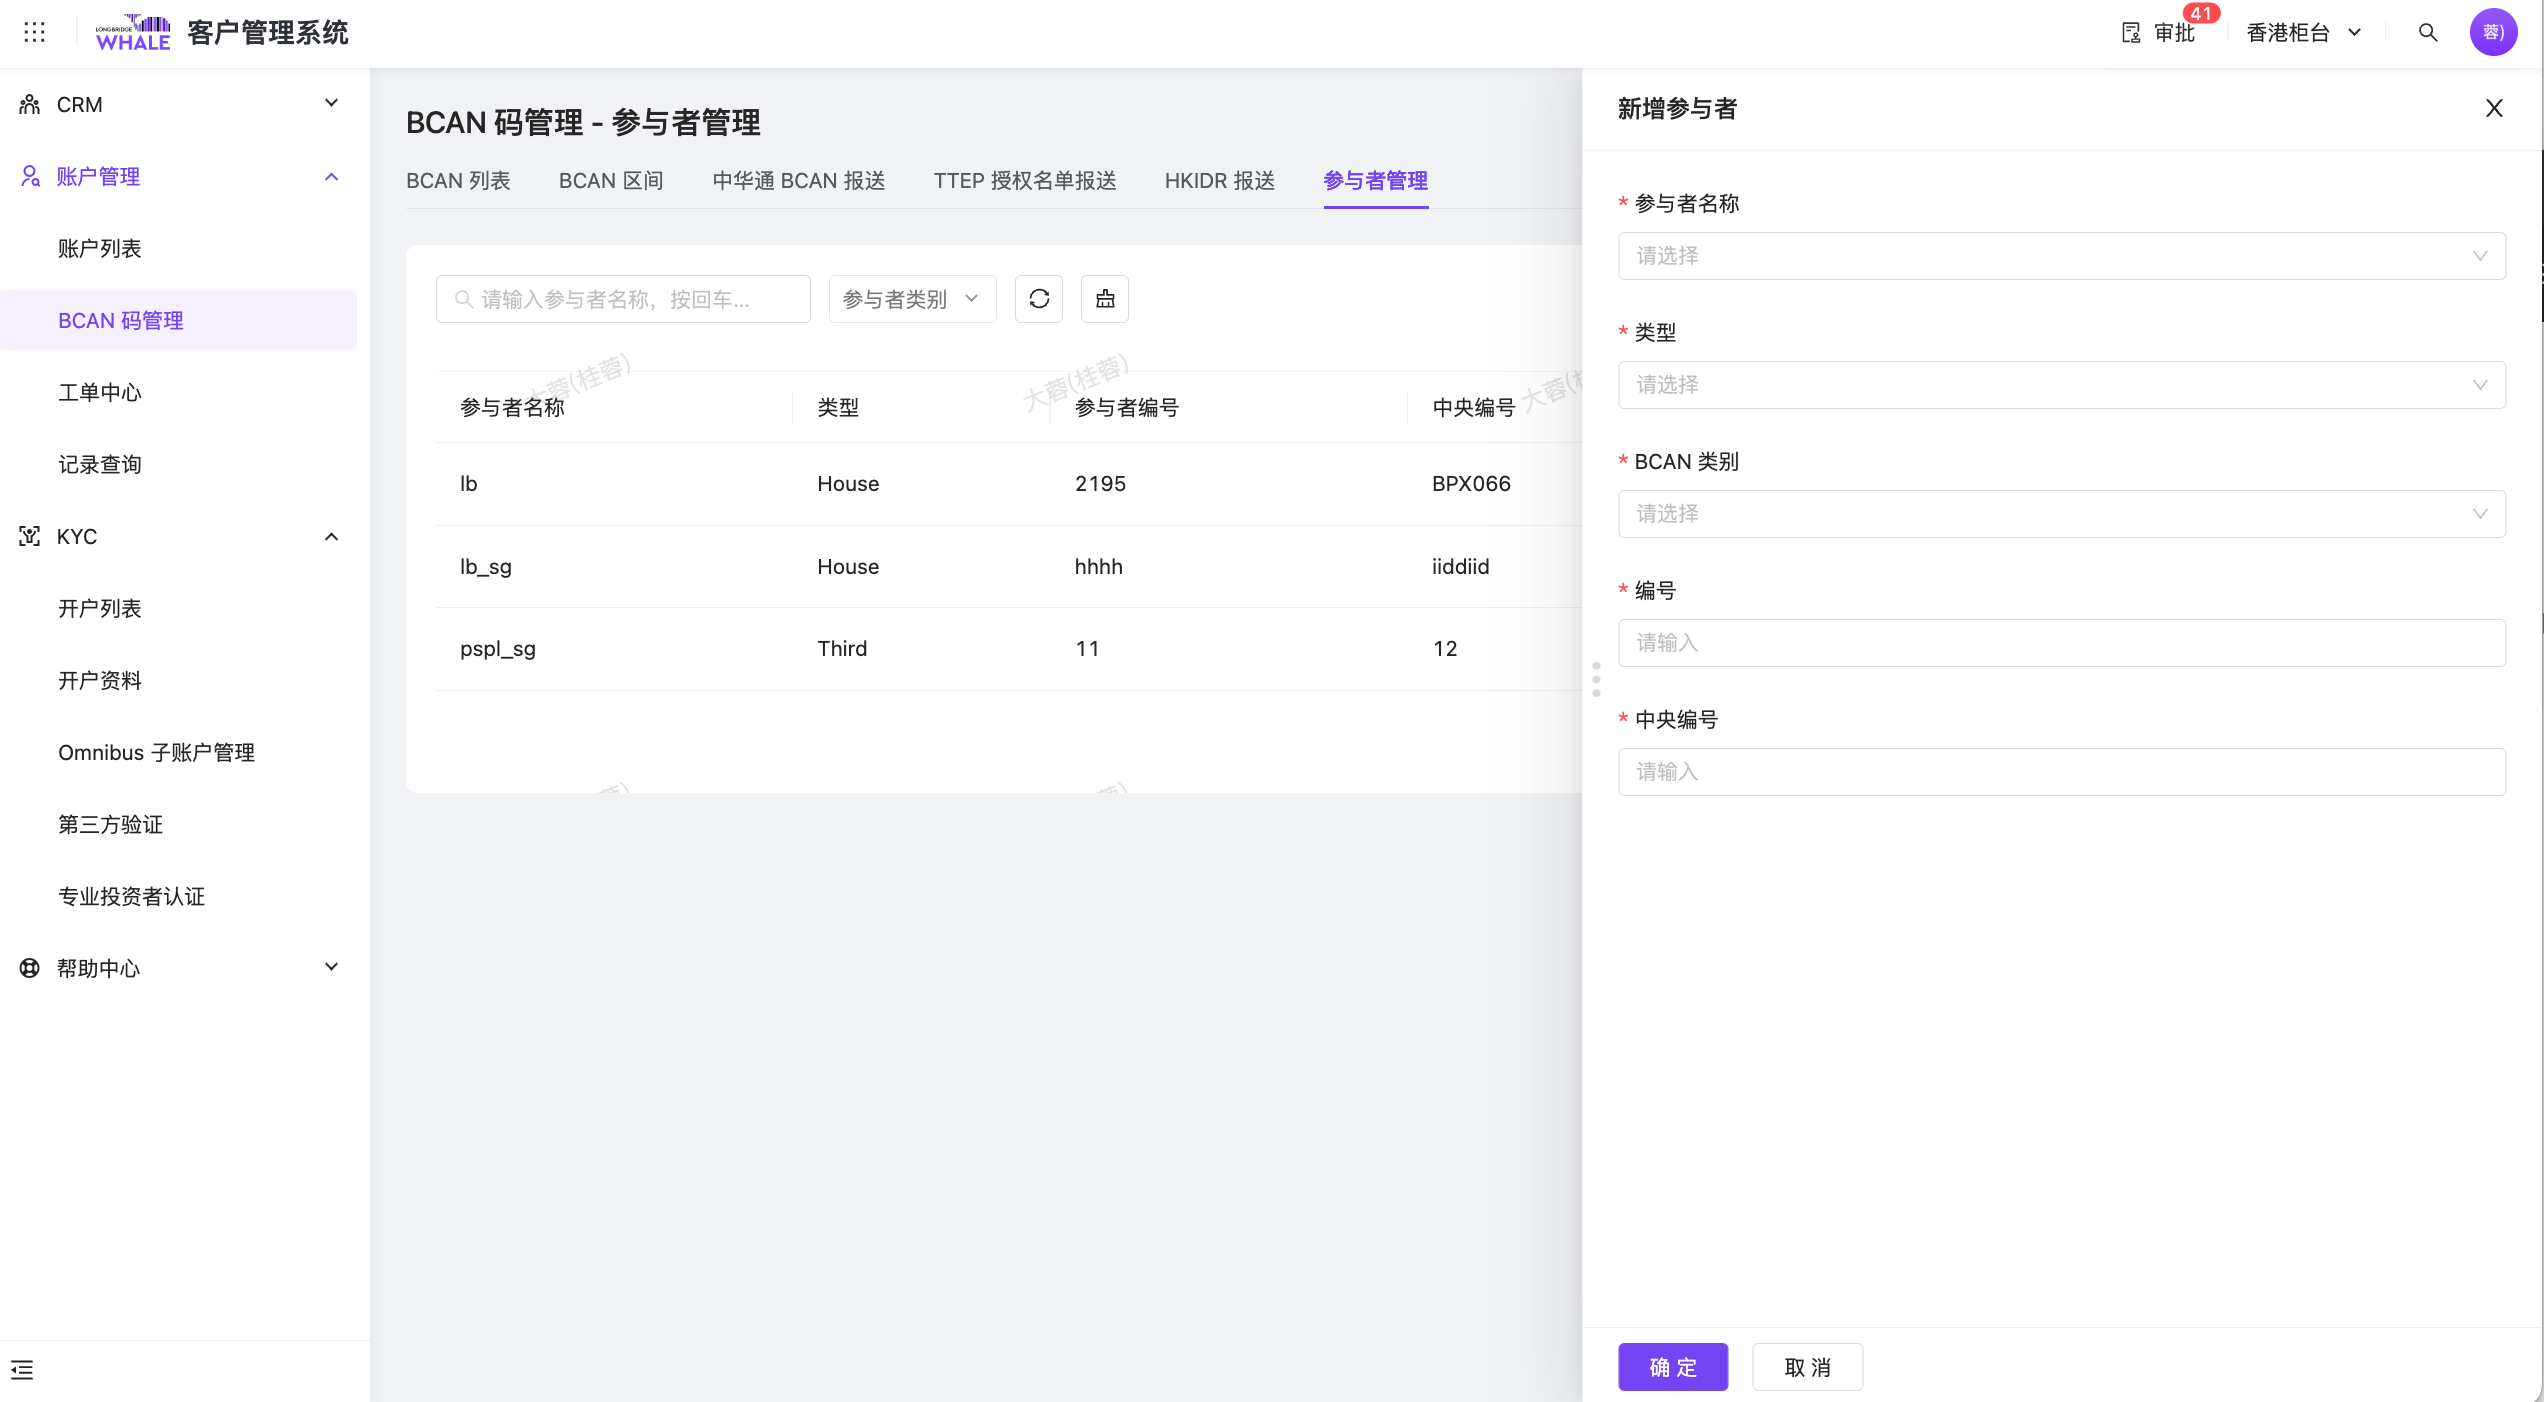 LONGBRIDGE
WHALE
客户管理系统
审批
41
香港柜台
蓉)
CRM
账户管理
账户列表
BCAN 码管理
工单中心
记录查询
KYC
开户列表
开户资料
Omnibus 子账户管理
第三方验证
专业投资者认证
帮助中心
BCAN 码管理 - 参与者管理
BCAN 列表 BCAN 区间 中华通 BCAN 报送 TTEP 授权名单报送 HKIDR 报送 参与者管理
请输入参与者名称，按回车... 参与者类别
大蓉(桂蓉) 大蓉(桂蓉) 大蓉(
参与者名称 类型 参与者编号 中央编号
lb House 2195 BPX066
lb_sg House hhhh iiddiid
pspl_sg Third 11 12
新增参与者
* 参与者名称
请选择
* 类型
请选择
* BCAN 类别
请选择
* 编号
请输入
* 中央编号
请输入
确 定 取 消